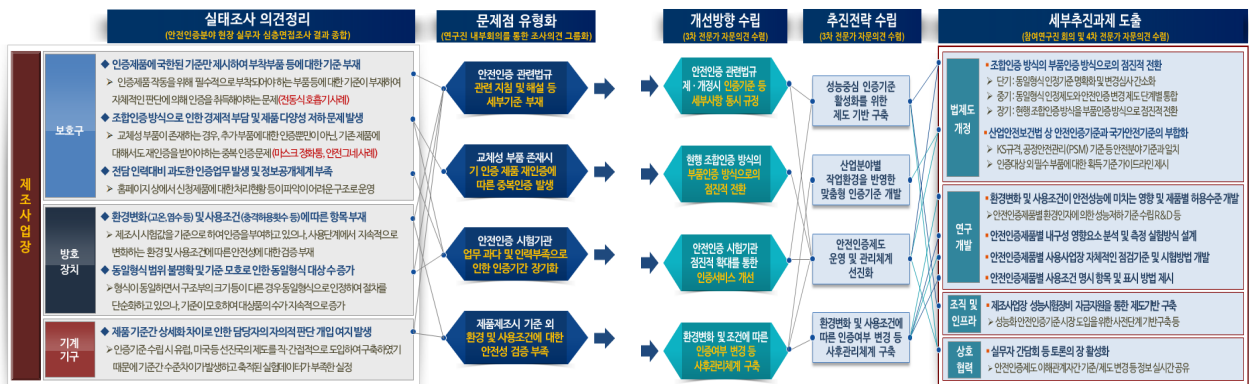 실태조사 의견정리
(안전인증분야 현장 실무자 심층면접조사 결과 종합)
문제점 유형화
(연구진 내부회의를 통한 조사의견 그룹화)
개선방향 수립
(3차 전문가 자문의견 수렴)
추진전략 수립
(3차 전문가 자문의견 수렴)
세부추진과제 도출
(참여연구진 회의 및 4차 전문가 자문의견 수렴)
제조사업장
보호구
◆ 인증제품에 국한된 기준만 제시하여 부착부품 등에 대한 기준 부재
➢ 인증제품 작동을 위해 필수적으로 부착되어야 하는 부품 등에 대한 기준이 부재하여
자체적인 판단에 의해 인증을 취득해야하는 문제(전동식 호흡기 사례)
◆ 조합인증 방식으로 인한 경제적 부담 및 제품 다양성 저하 문제 발생
➢ 교체성 부품이 존재하는 경우, 추가 부품에 대한 인증뿐만이 아닌, 기존 제품에
대해서도 재인증을 받아야하는 중복 인증 문제(마스크 정화통, 안전그네 사례)
◆ 전담 인력대비 과도한 인증업무 발생 및 정보공개체계 부족
➢ 홈페이지 상에서 신청제품에 대한 처리현황 등 파악이 어려운 구조로 운영
방호
장치
◆ 환경변화(고온, 염수 등) 및 사용조건(충격허용횟수 등)에 따른 항목 부재
➢ 제조시 시험값을 기준으로 하여 인증을 부여하고 있으나, 사용단계에서 지속적으로
변화하는 환경 및 사용조건에 따른 안전성에 대한 검증 부재
◆ 동일형식 범위 불명확 및 기준 모호로 인한 동일형식 대상 수 증가
➢ 형식이 동일하면서 구조부의 크기 등이 다른 경우 동일형식으로 인정하여 절차를
단순화하고 있으나, 기준이 모호하여 대상품의 수가 지속적으로 증가
기계
기구
◆ 제품 기준간 상세화 차이로 인한 담당자의 자의적 판단 개입 여지 발생
➢ 인증기준 수립 시 유럽, 미국 등 선진국의 제도를 직·간접적으로 도입하여 구축하였기
때문에 기준간 수준차이가 발생하고 축적된 실험데이터가 부족한 실정
안전인증 관련법규
관련 지침 및 해설 등
세부기준 부재
교체성 부품 존재시
기 인증 제품 재인증에
따른 중복인증 발생
안전인증 시험기관
업무 과다 및 인력부족으로
인한 인증기간 장기화
제품제조시 기준 외
환경 및 사용조건에 대한
안전성 검증 부족
안전인증 관련법규
제·개정시 인증기준 등
세부사항 동시 규정
현행 조합인증 방식의
부품인증 방식으로의
점진적 전환
안전인증 시험기관
점진적 확대를 통한
인증서비스 개선
환경변화 및 조건에 따른
인증여부 변경 등
사후관리체계 구축
성능중심 인증기준
활성화를 위한
제도 기반 구축
산업분야별
작업환경을 반영한
맞춤형 인증기준 개발
안전인증제도
운영 및 관리체계
선진화
환경변화 및 사용조건에
따른 인증여부 변경 등
사후관리체계 구축
법제도
개정
▪ 조합인증 방식의 부품인증 방식으로의 점진적 전환
➢ 단기 : 동일형식 인정기준 명확화 및 변경심사 간소화
➢ 중기 : 동일형식 인정제도와 안전인증 변경 제도 단계별 통합
➢ 장기 : 현행 조합인증 방식을 부품인증 방식으로 점진적 전환
▪ 산업안전보건법 상 안전인증기준과 국가안전기준의 부합화
➢ KS규격, 공정안전관리(PSM) 기준 등 안전분야 기준과 일치
➢ 인증대상 외 필수 부품에 대한 획득 기준 가이드라인 제시
연구
개발
▪ 환경변화 및 사용조건이 안전성능에 미치는 영향 및 제품별 허용수준 개발
➢ 안전인증제품별 환경인자에 의한 성능저하 기준 수립 R&D 등
▪ 안전인증제품별 내구성 영향요소 분석 및 측정 실험방식 설계
▪ 안전인증제품별 사용사업장 자체적인 점검기준 및 시험방법 개발
▪ 안전인증제품별 사용조건 명시 항목 및 표시 방법 제시
조직 및
인프라
▪ 제조사업장 성능시험장비 자금지원을 통한 제도기반 구축
➢ 성능화 안전인증기준 시장 도입을 위한 사전단계 기반구축 등
상호
협력
▪ 실무자 간담회 등 토론의 장 활성화
➢ 안전인증제도 이해관계자간 기준/제도 변경 등 정보 실시간 공유